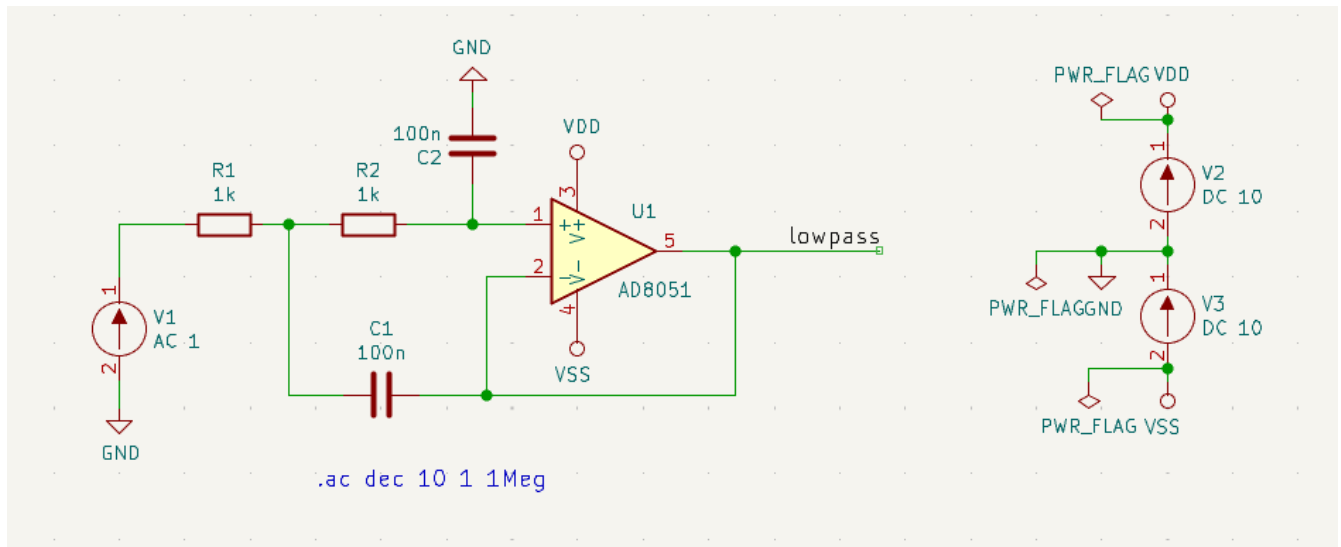 GND
100n
C2
VDD
R1
1k
R2
1k
3
U1
1
+
V+
5
lowpass
2
-
V-
AD8051
4
1
V1
AC 1
2
C1
100n
VSS
GND
.ac dec 10 1 1Meg
PWR_FLAG
VDD
1
V2
DC 10
2
PWR_FLAG
GND
1
V3
DC 10
2
PWR_FLAG
VSS